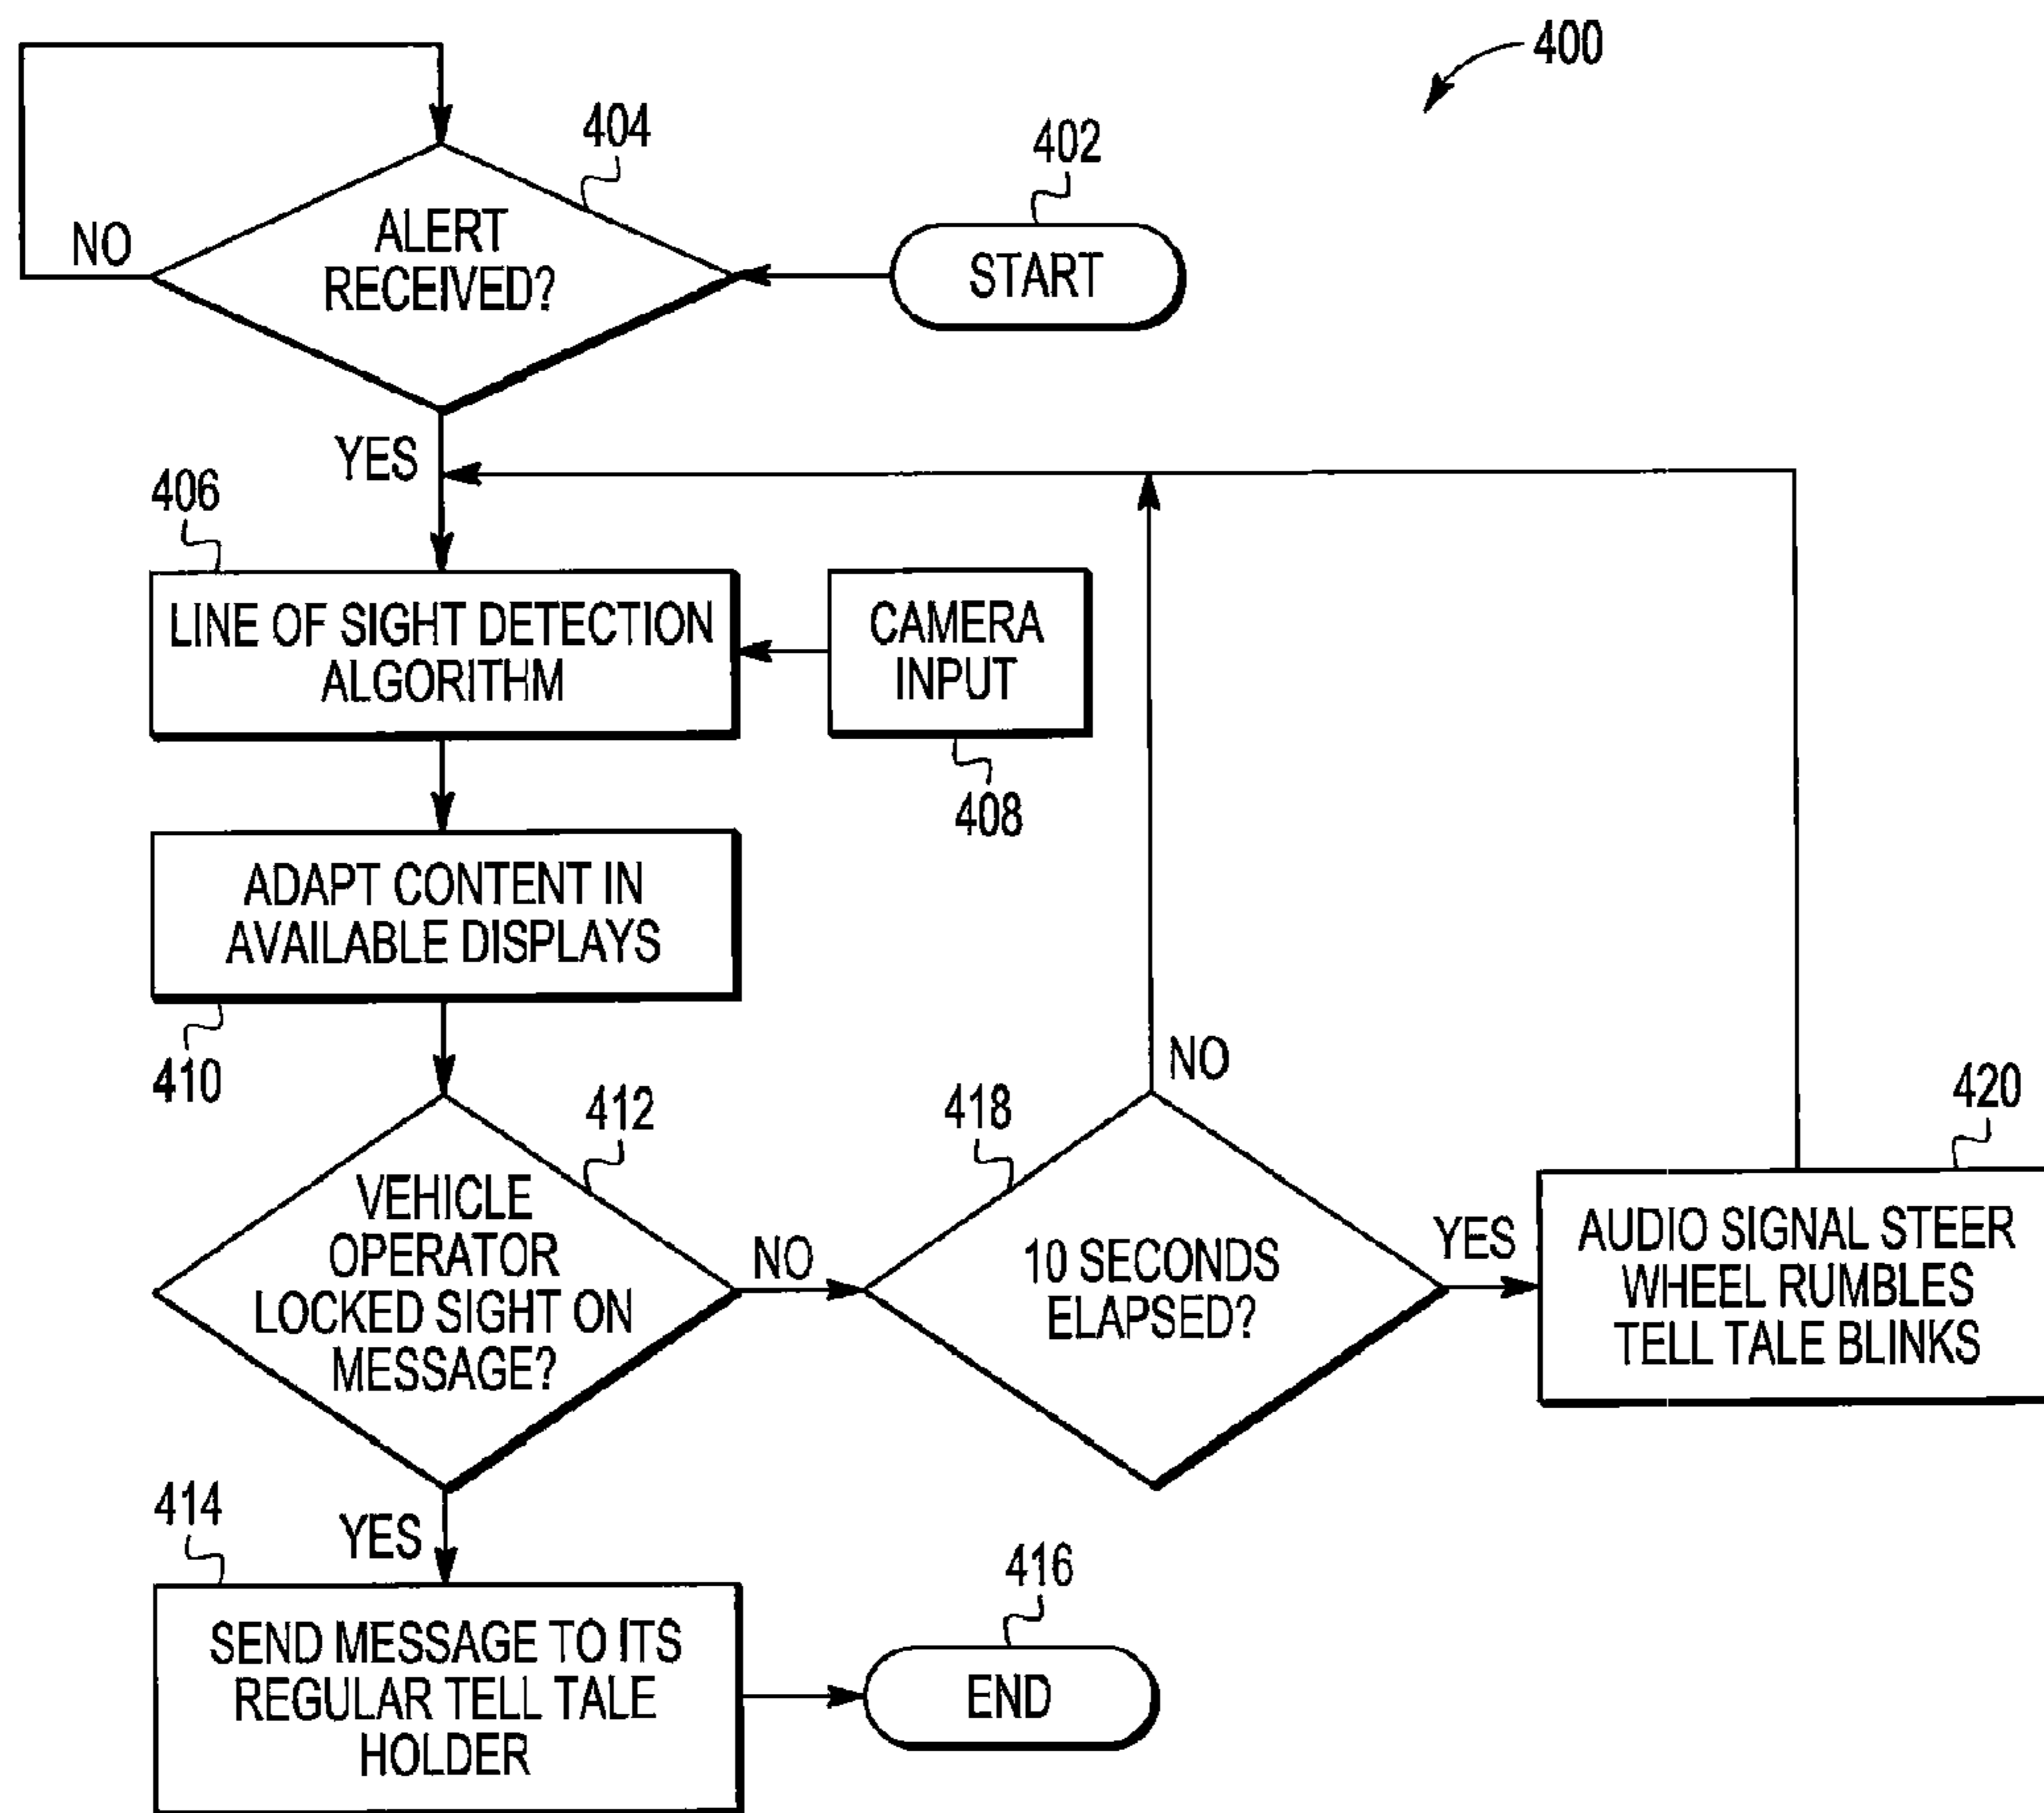 400
402
START
404
ALERT
RECEIVED?
NO
YES
406
LINE OF SIGHT DETECTION
ALGORITHM
CAMERA
INPUT
408
ADAPT CONTENT IN
AVAILABLE DISPLAYS
410
412
VEHICLE
OPERATOR
LOCKED SIGHT ON
MESSAGE?
NO
418
10 SECONDS
ELAPSED?
NO
YES
420
AUDIO SIGNAL STEER
WHEEL RUMBLES
TELL TALE BLINKS
YES
414
SEND MESSAGE TO ITS
REGULAR TELL TALE
HOLDER
416
END